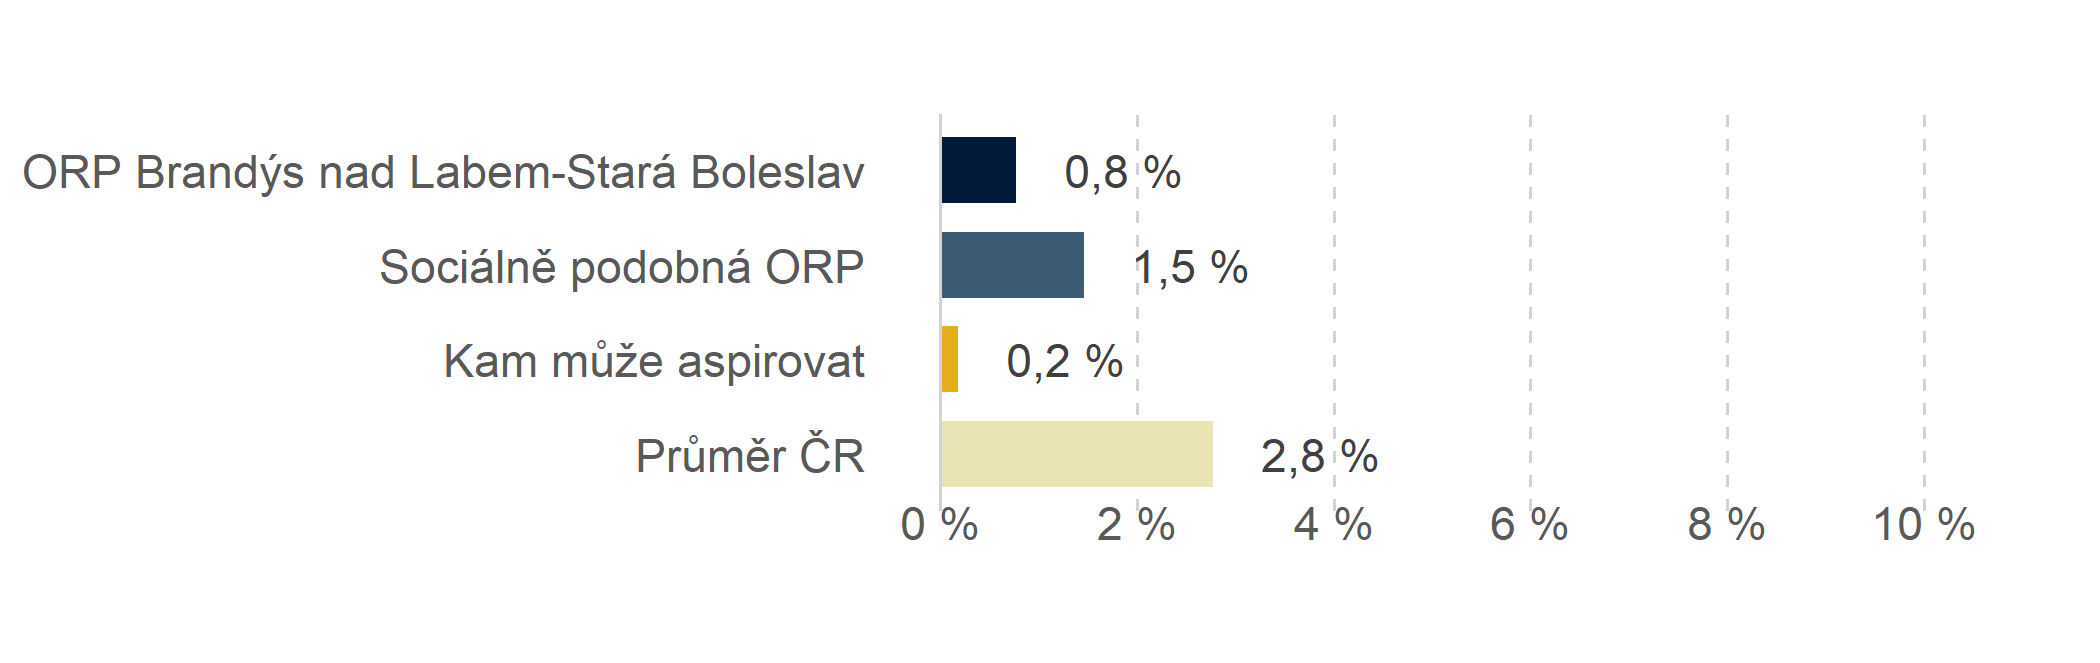 ORP Brandýs nad Labem-Stará Boleslav
0,8 %
Sociálně podobná ORP
1,5 %
Kam může aspirovat
0,2 %
Průměr ČR
2,8 %
0 %
2 %
4 %
6 %
8 %
10 %